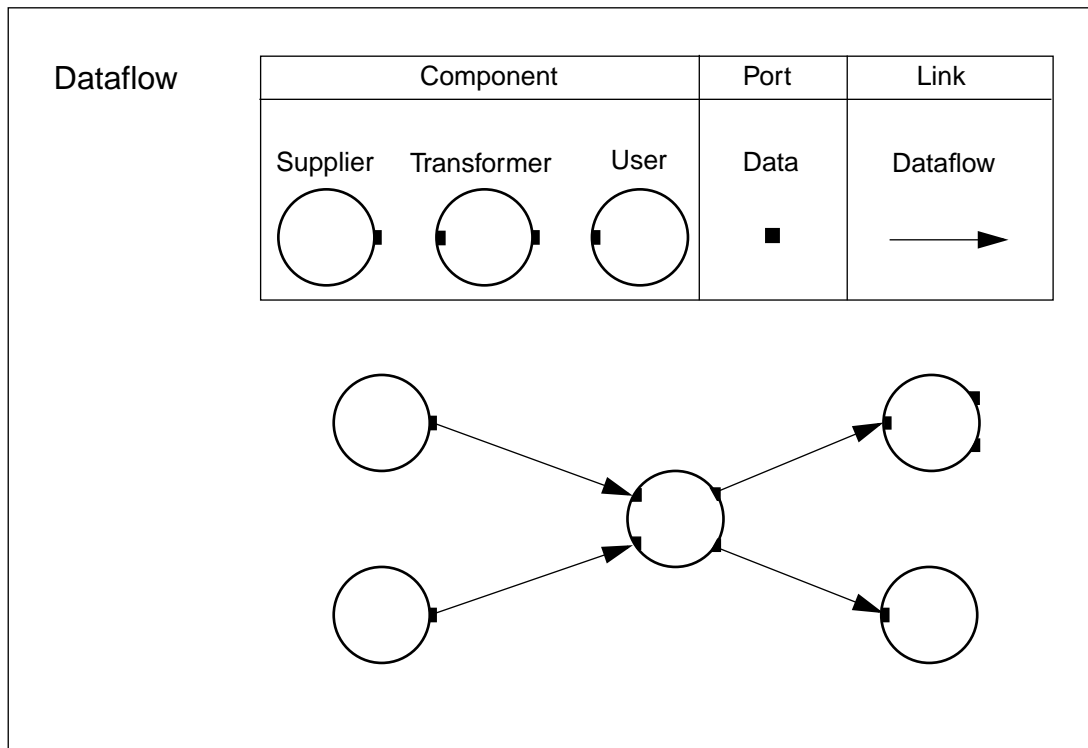 Dataflow
Component Port Link
Supplier Transformer User Data Dataflow